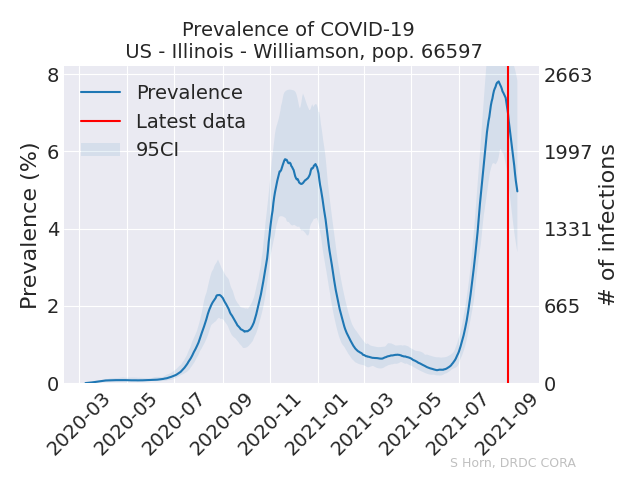 Prevalence of COVID-19
US - Illinois - Williamson, pop. 66597
Prevalence
Latest data
95CI
Prevalence (%)
8
6
4
2
0
# of infections
2663
1997
1331
665
0
2020-03
2020-05
2020-07
2020-09
2020-11
2021-01
2021-03
2021-05
2021-07
2021-09
S Horn, DRDC CORA